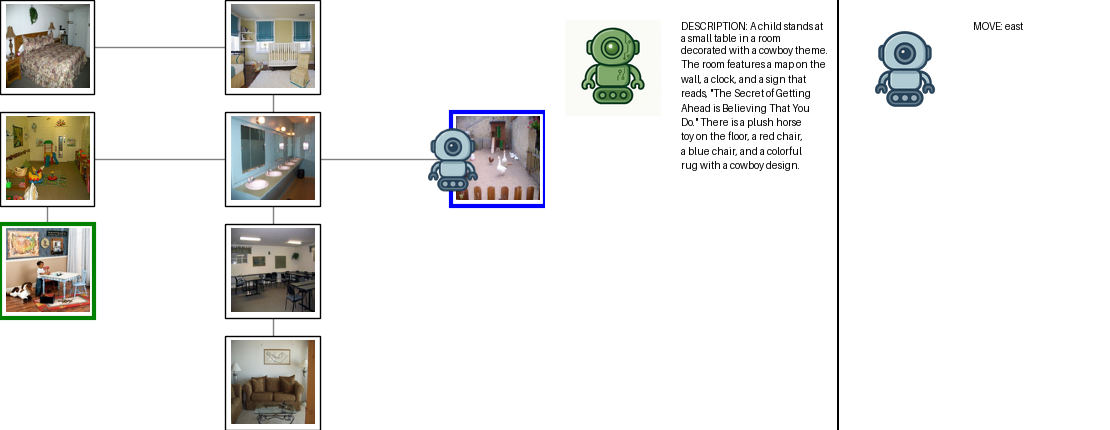 DESCRIPTION: A child stands at
a small table in a room
decorated with a cowboy theme.
The room features a map on the
wall, a clock, and a sign that
reads, "The Secret of Getting
Ahead is Believing That You
Do." There is a plush horse
toy on the floor, a red chair,
a blue chair, and a colorful
rug with a cowboy design.
MOVE: east